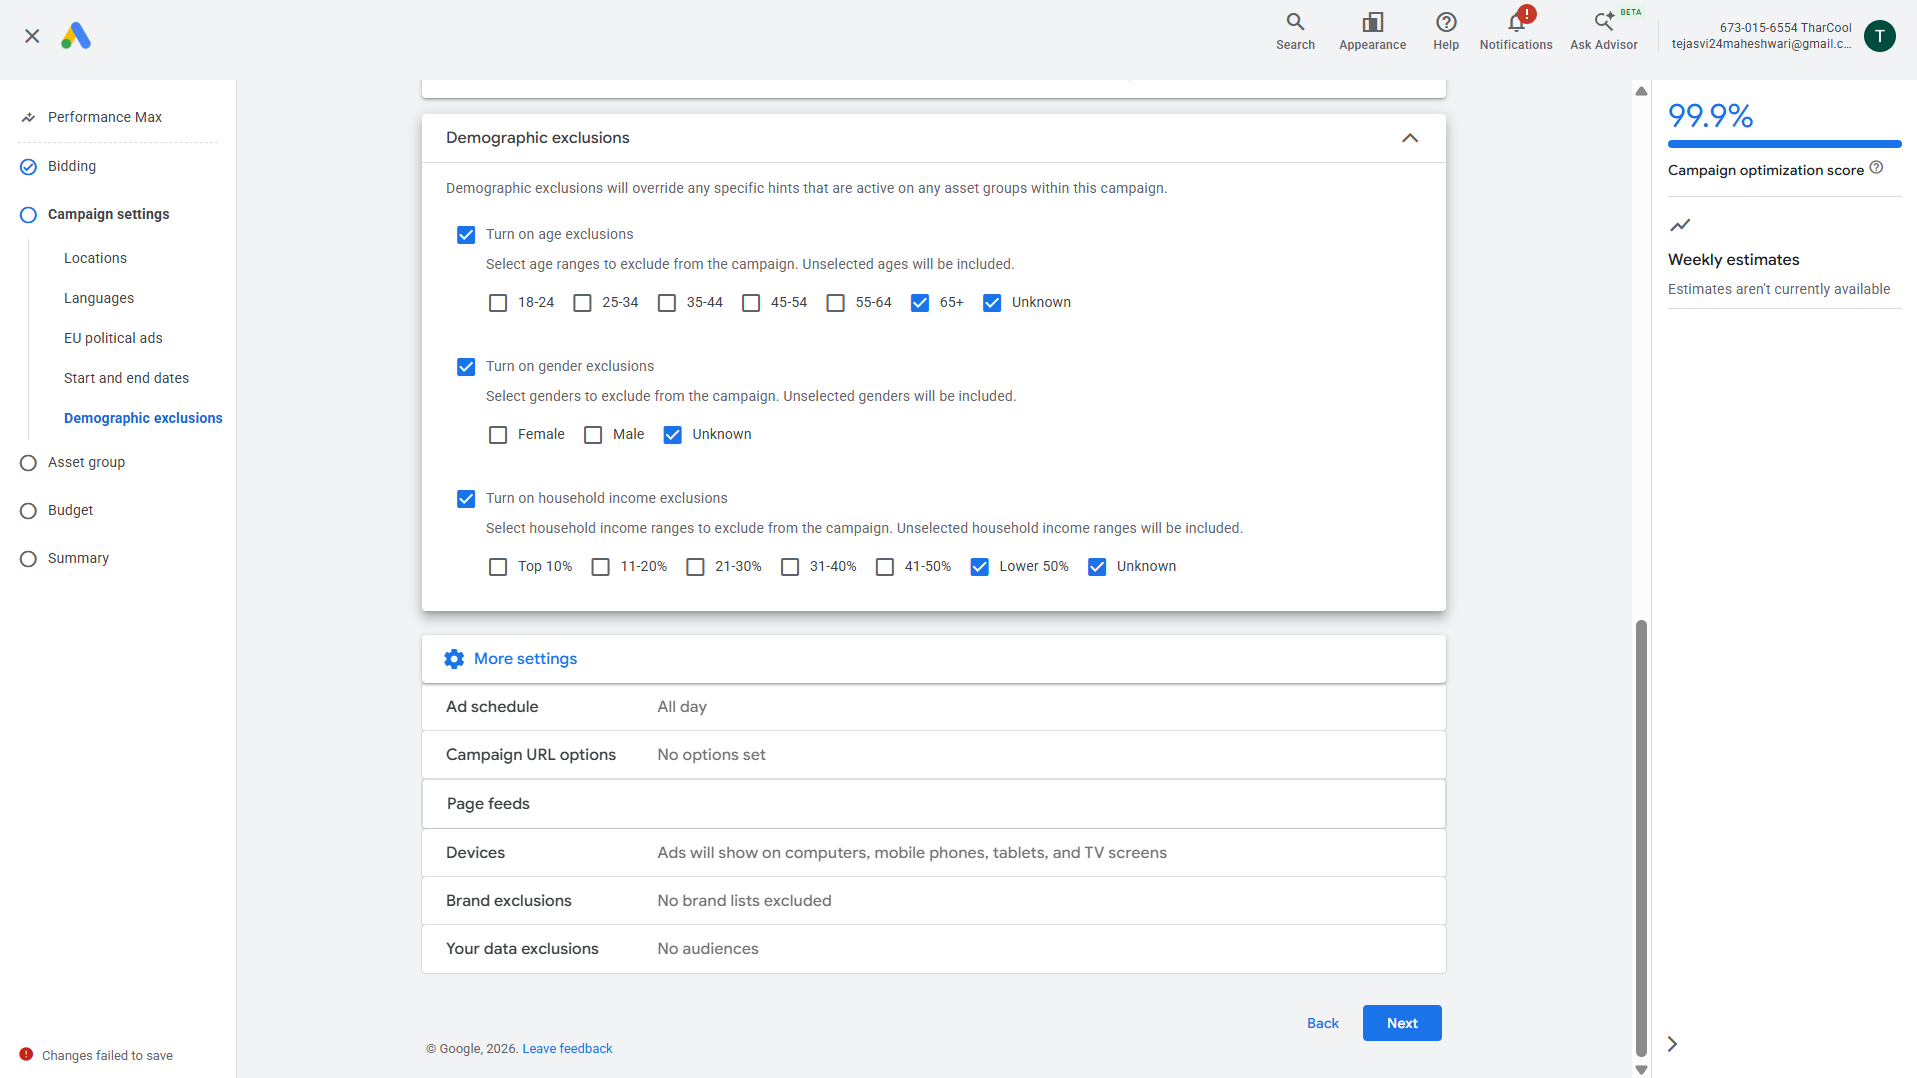 Search
Appearance
Help
Notifications
Ask Advisor
BETA
673-015-6554 TharCool
tejasvi24maheshwari@gmail.c...
T
Performance Max
Bidding
Campaign settings
Locations
Languages
EU political ads
Start and end dates
Demographic exclusions
Asset group
Budget
Summary
Changes failed to save
Demographic exclusions
Demographic exclusions will override any specific hints that are active on any asset groups within this campaign.
Turn on age exclusions
Select age ranges to exclude from the campaign. Unselected ages will be included.
18-24 25-34 35-44 45-54 55-64 65+ Unknown
Turn on gender exclusions
Select genders to exclude from the campaign. Unselected genders will be included.
Female Male Unknown
Turn on household income exclusions
Select household income ranges to exclude from the campaign. Unselected household income ranges will be included.
Top 10% 11-20% 21-30% 31-40% 41-50% Lower 50% Unknown
More settings
Ad schedule All day
Campaign URL options No options set
Page feeds
Devices Ads will show on computers, mobile phones, tablets, and TV screens
Brand exclusions No brand lists excluded
Your data exclusions No audiences
Back Next
© Google, 2026. Leave feedback
99.9%
Campaign optimization score
Weekly estimates
Estimates aren't currently available